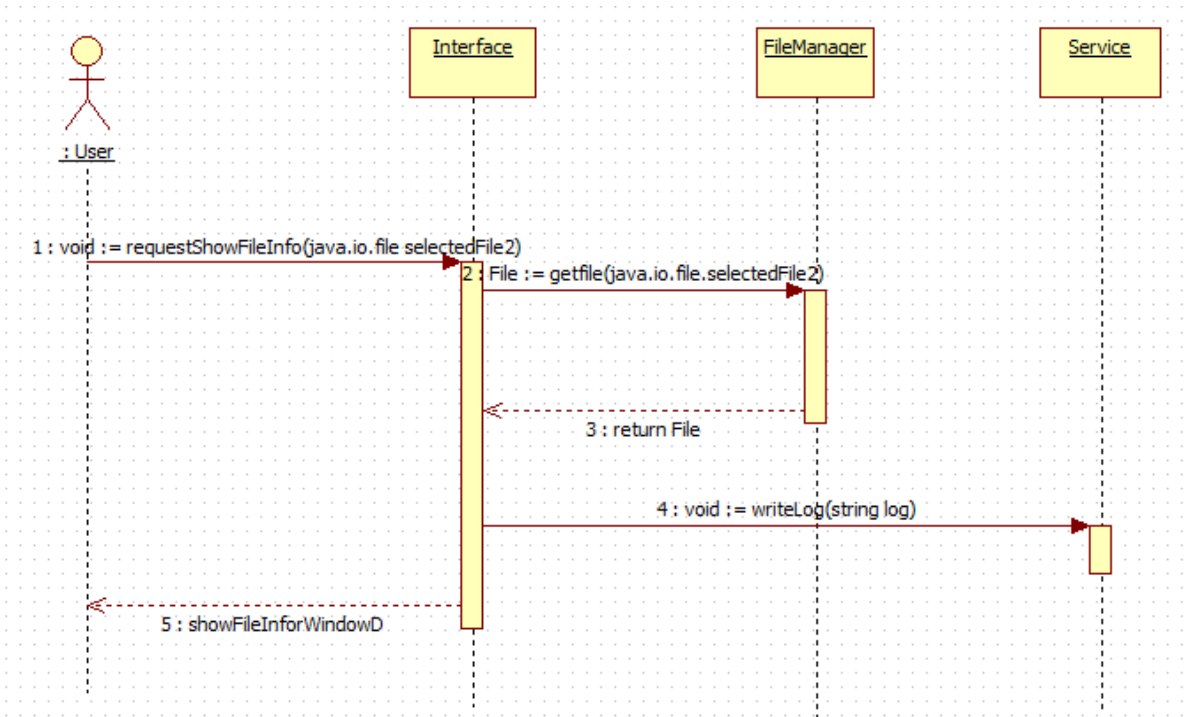 Interface
FileManager
Service
: User
1 : void := requestShowFileInfo(java.io.file selectedFile2)
2 : File := getfile(java.io.file.selectedFile2)
3 : return File
4 : void := writeLog(string log)
5 : showFileInforWindowD